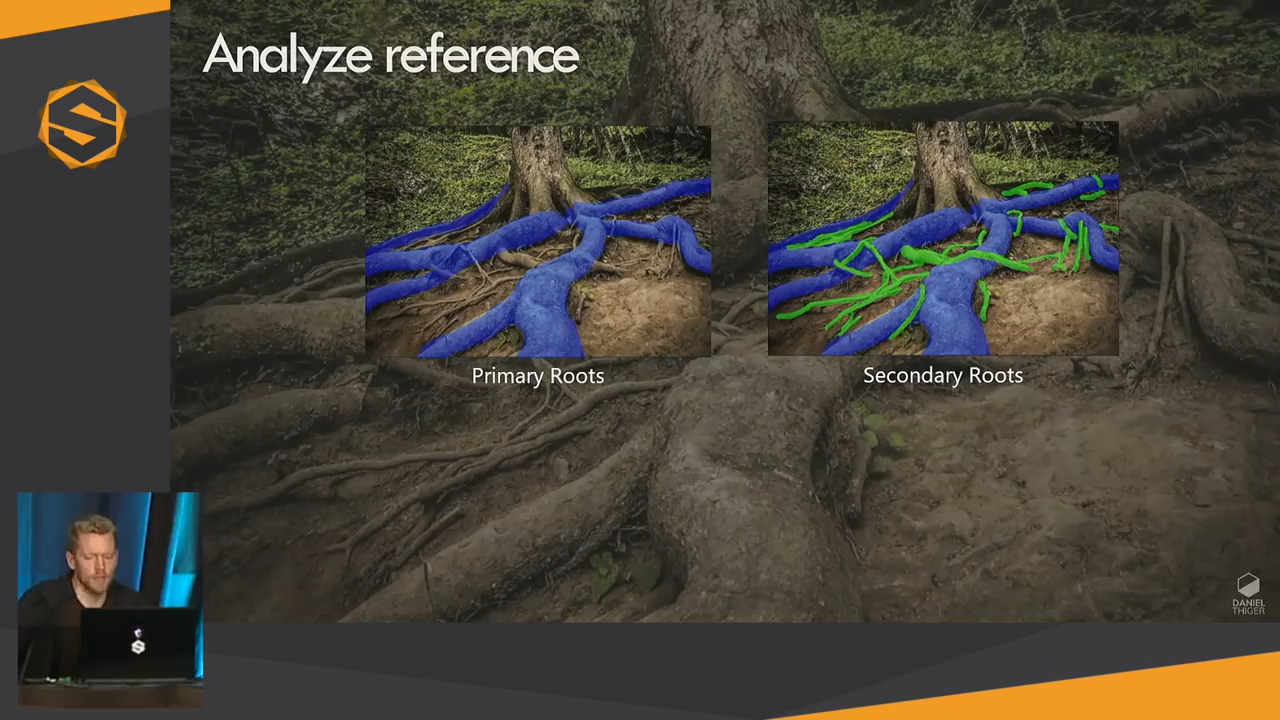 Analyze reference
Primary Roots
Secondary Roots
DANIEL
THIGER